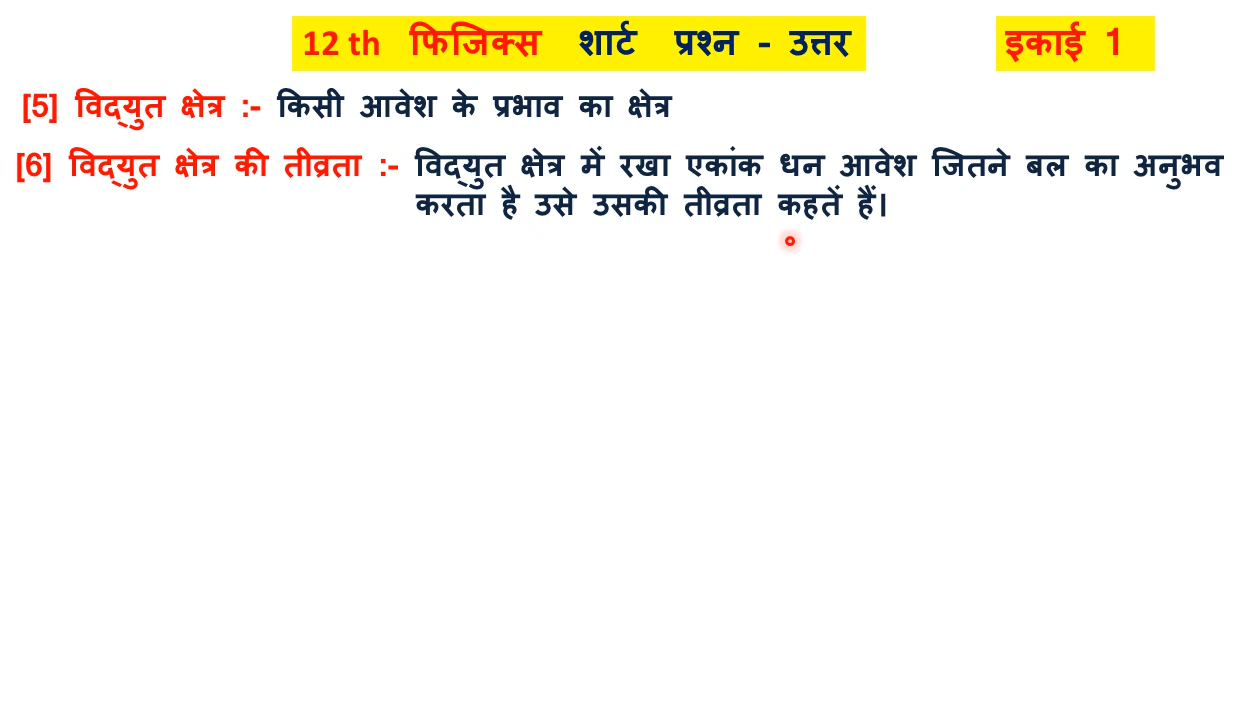 12 th फिजिक्स शार्ट प्रश्न - उत्तर इकाई 1
[5] विद्युत क्षेत्र :- किसी आवेश के प्रभाव का क्षेत्र
[6] विद्युत क्षेत्र की तीव्रता :- विद्युत क्षेत्र में रखा एकांक धन आवेश जितने बल का अनुभव
करता है उसे उसकी तीव्रता कहतें हैं।